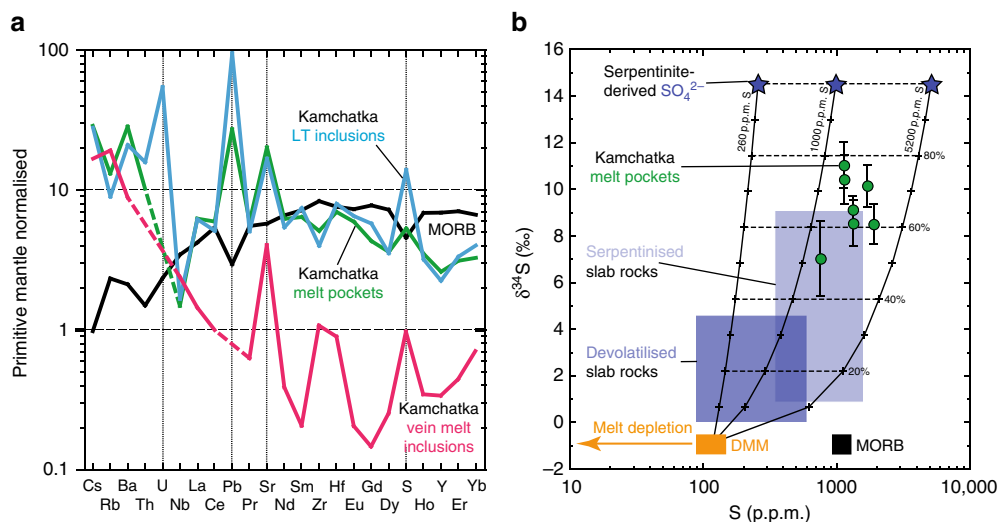 a
100
10
1
0.1
Primitive mantle normalised
Kamchatka
LT inclusions
MORB
Kamchatka
melt pockets
Kamchatka
vein melt
inclusions
Cs Ba U La Pb Sr Sm Hf Gd S Y Yb
Rb Th Nb Ce Pr Nd Zr Eu Dy Ho Er
b
16
14
12
10
8
6
4
2
0
−2
δ34S (‰)
Serpentinite-
derived SO₄²⁻
260 p.p.m. S
1000 p.p.m. S
5200 p.p.m. S
80%
60%
40%
20%
Kamchatka
melt pockets
Serpentinised
slab rocks
Devolatilised
slab rocks
Melt depletion
DMM
MORB
10 100 1000 10,000
S (p.p.m.)